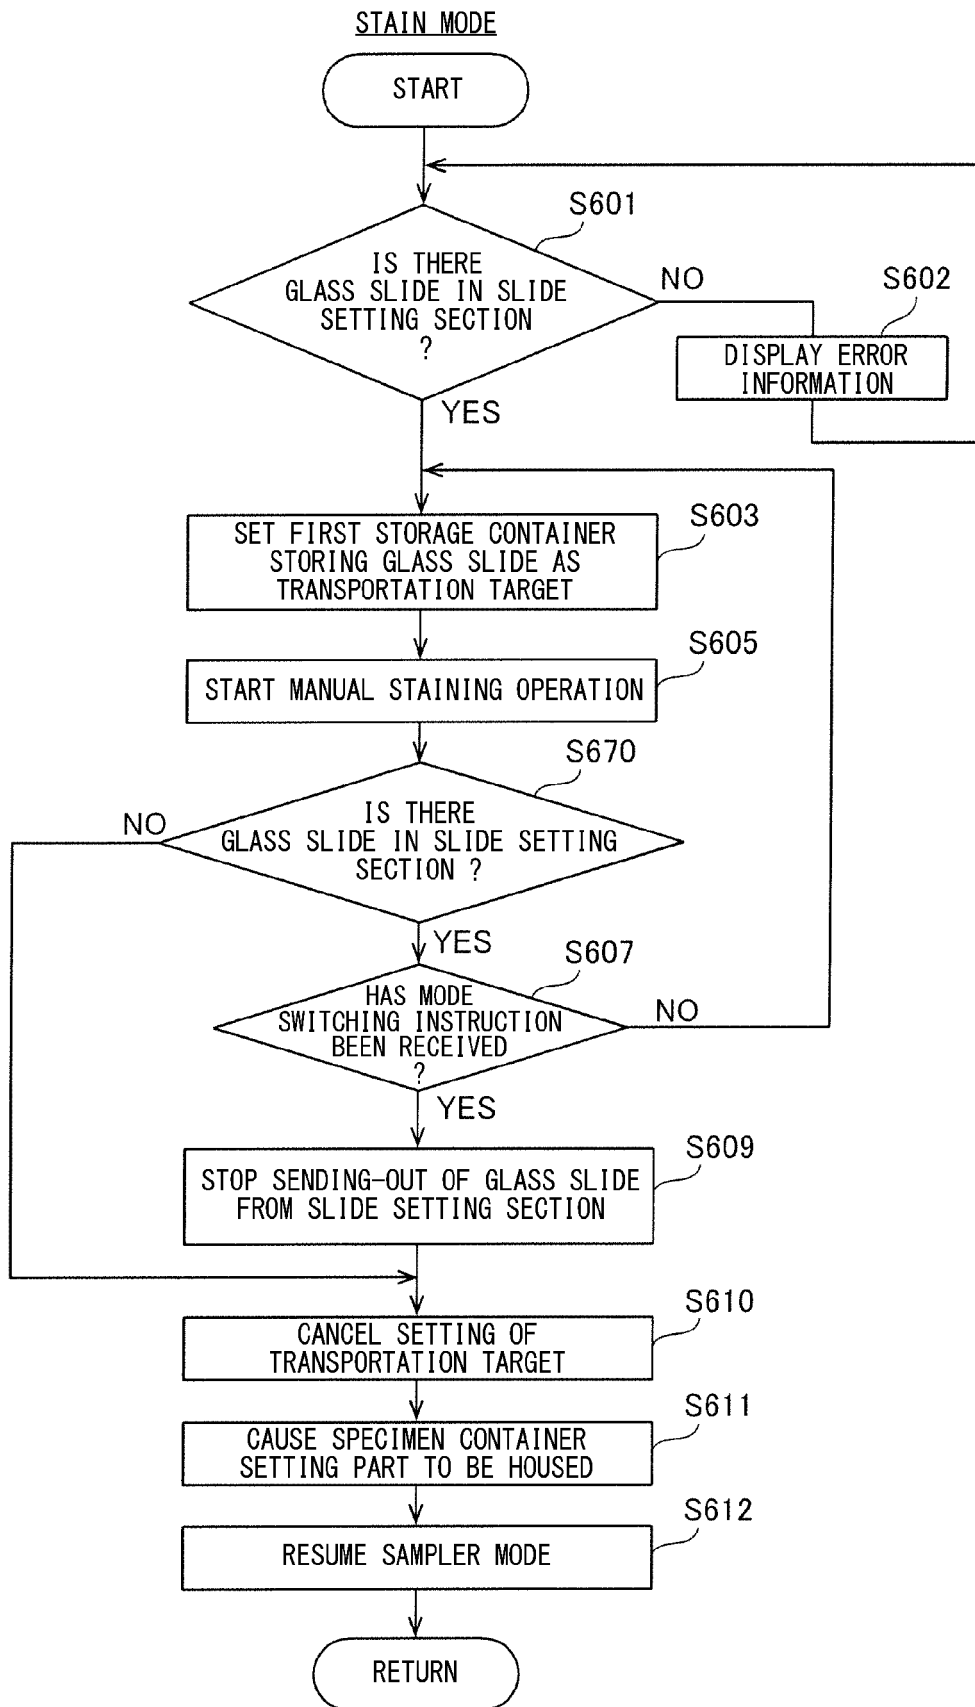 STAIN MODE
START
S601
IS THERE
GLASS SLIDE IN SLIDE
SETTING SECTION
?
NO
S602
DISPLAY ERROR
INFORMATION
YES
S603
SET FIRST STORAGE CONTAINER
STORING GLASS SLIDE AS
TRANSPORTATION TARGET
S605
START MANUAL STAINING OPERATION
S670
IS THERE
GLASS SLIDE IN SLIDE SETTING
SECTION ?
NO
YES
S607
HAS MODE
SWITCHING INSTRUCTION
BEEN RECEIVED
?
NO
YES
S609
STOP SENDING-OUT OF GLASS SLIDE
FROM SLIDE SETTING SECTION
S610
CANCEL SETTING OF
TRANSPORTATION TARGET
S611
CAUSE SPECIMEN CONTAINER
SETTING PART TO BE HOUSED
S612
RESUME SAMPLER MODE
RETURN